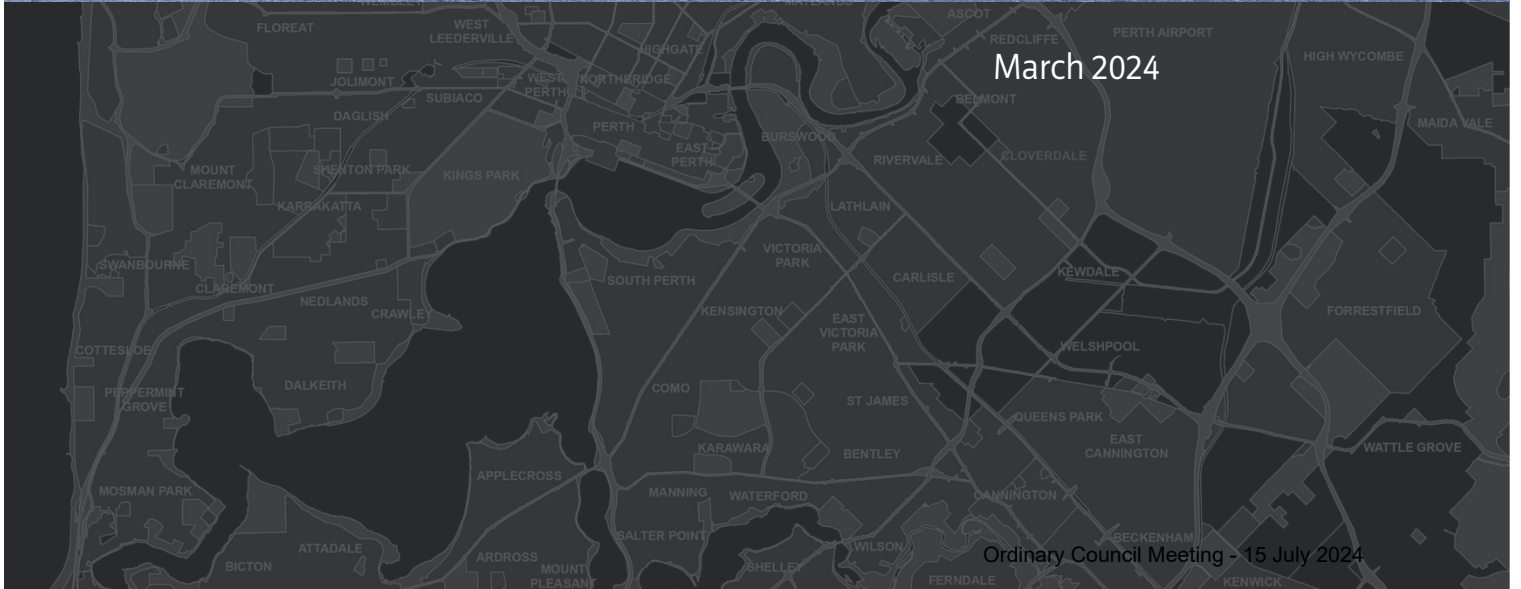 WEMBLEY
MAYLANDS
ASCOT
FLOREAT
WEST
LEEDERVILLE
HIGHGATE
REDCLIFFE
PERTH AIRPORT
HIGH WYCOMBE
March 2024
JOLIMONT
WEST
PERTH
NORTHBRIDGE
SUBIACO
BELMONT
DAGLISH
PERTH
BURSWOOD
MAIDA VALE
EAST
PERTH
RIVERVALE
CLOVERDALE
MOUNT
CLAREMONT
SHENTON PARK
KINGS PARK
KARRAKATTA
LATHLAIN
VICTORIA
PARK
SWANBOURNE
CLAREMONT
SOUTH PERTH
CARLISLE
KEWDALE
NEDLANDS
CRAWLEY
KENSINGTON
EAST
VICTORIA
PARK
FORRESTFIELD
COTTESLOE
WELSHPOOL
PEPPERMINT
GROVE
DALKEITH
COMO
ST JAMES
QUEENS PARK
KARAWARA
BENTLEY
EAST
CANNINGTON
WATTLE GROVE
APPLECROSS
MOSMAN PARK
MANNING
WATERFORD
CANNINGTON
SALTER POINT
BECKENHAM
ATTADALE
ARDROSS
WILSON
Ordinary Council Meeting - 15 July 2024
BICTON
MOUNT
PLEASANT
SHELLEY
FERNDALE
KENWICK